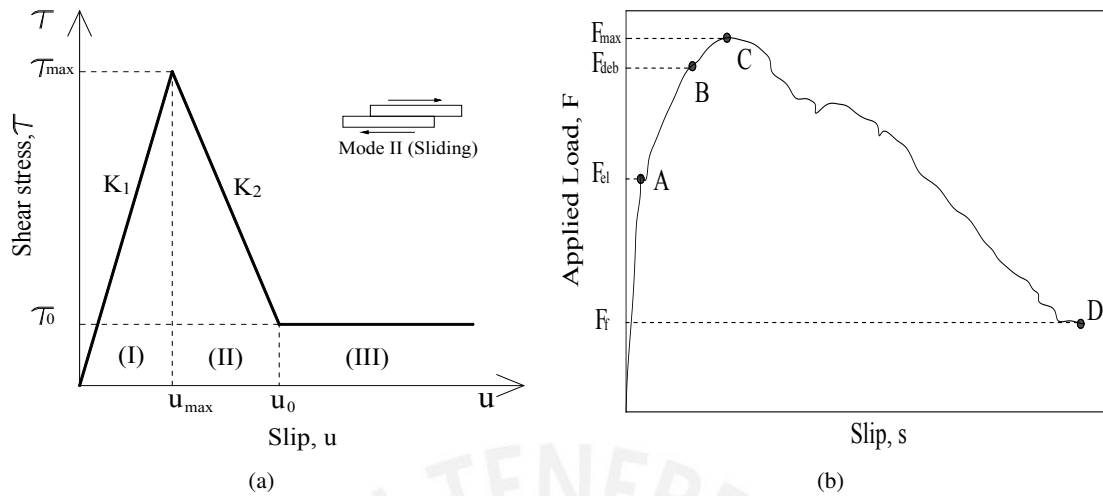 τ
τmax
Shear stress, τ
K1
K2
Mode II (Sliding)
τ0
(I)
(II)
(III)
umax
u0
u
Slip, u
(a)
Fmax
Fdeb
Fel
Ff
Applied Load, F
A
B
C
D
Slip, s
(b)
TENEBR